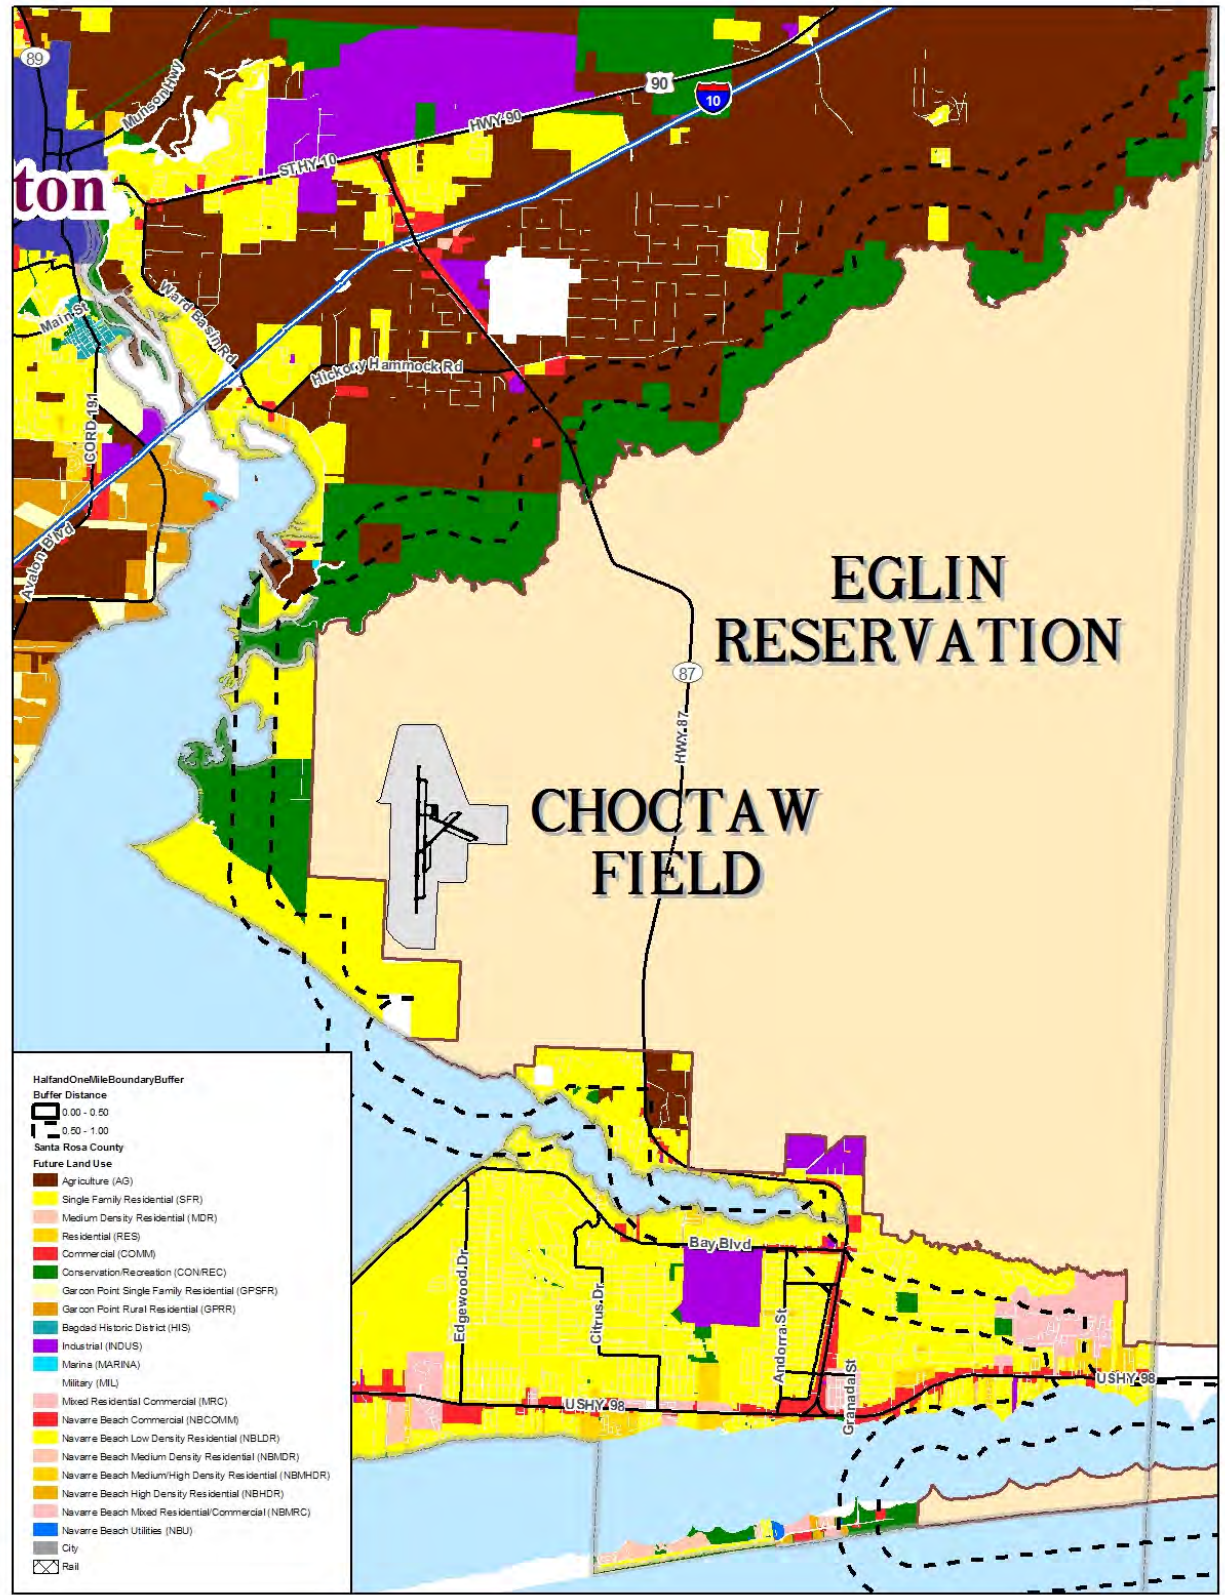 89
Munson Hwy
90
10
HWY 90
ST HY 10
ton
Main St
Ward Basin Rd
Hickory Hammock Rd
CORD 191
Avalon Blvd
EGLIN
RESERVATION
87
HWY 87
CHOCTAW
FIELD
HalfandOneMileBoundaryBuffer
Buffer Distance
0.00 - 0.50
0.50 - 1.00
Santa Rosa County
Future Land Use
Agriculture (AG)
Single Family Residential (SFR)
Medium Density Residential (MDR)
Residential (RES)
Commercial (COMM)
Conservation/Recreation (CON/REC)
Garcon Point Single Family Residential (GPSFR)
Garcon Point Rural Residential (GPRR)
Bagdad Historic District (HIS)
Industrial (INDUS)
Marina (MARINA)
Military (MIL)
Mixed Residential Commercial (MRC)
Navarre Beach Commercial (NBCOMM)
Navarre Beach Low Density Residential (NBLDR)
Navarre Beach Medium Density Residential (NBMDR)
Navarre Beach Medium/High Density Residential (NBMHDR)
Navarre Beach High Density Residential (NBHDR)
Navarre Beach Mixed Residential/Commercial (NBMRC)
Navarre Beach Utilities (NBU)
City
Rail
Bay Blvd
Edgewood Dr
Citrus Dr
Andorra St
Granada St
USHY 98
USHY 98